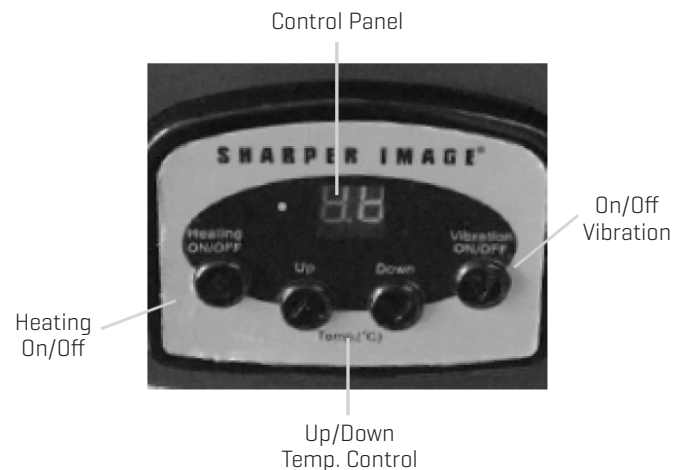 Control Panel
SHARPER IMAGE®
Heating
ON/OFF
Up
Down
Vibration
ON/OFF
Temp.(°C)
On/Off
Vibration
Heating
On/Off
Up/Down
Temp. Control